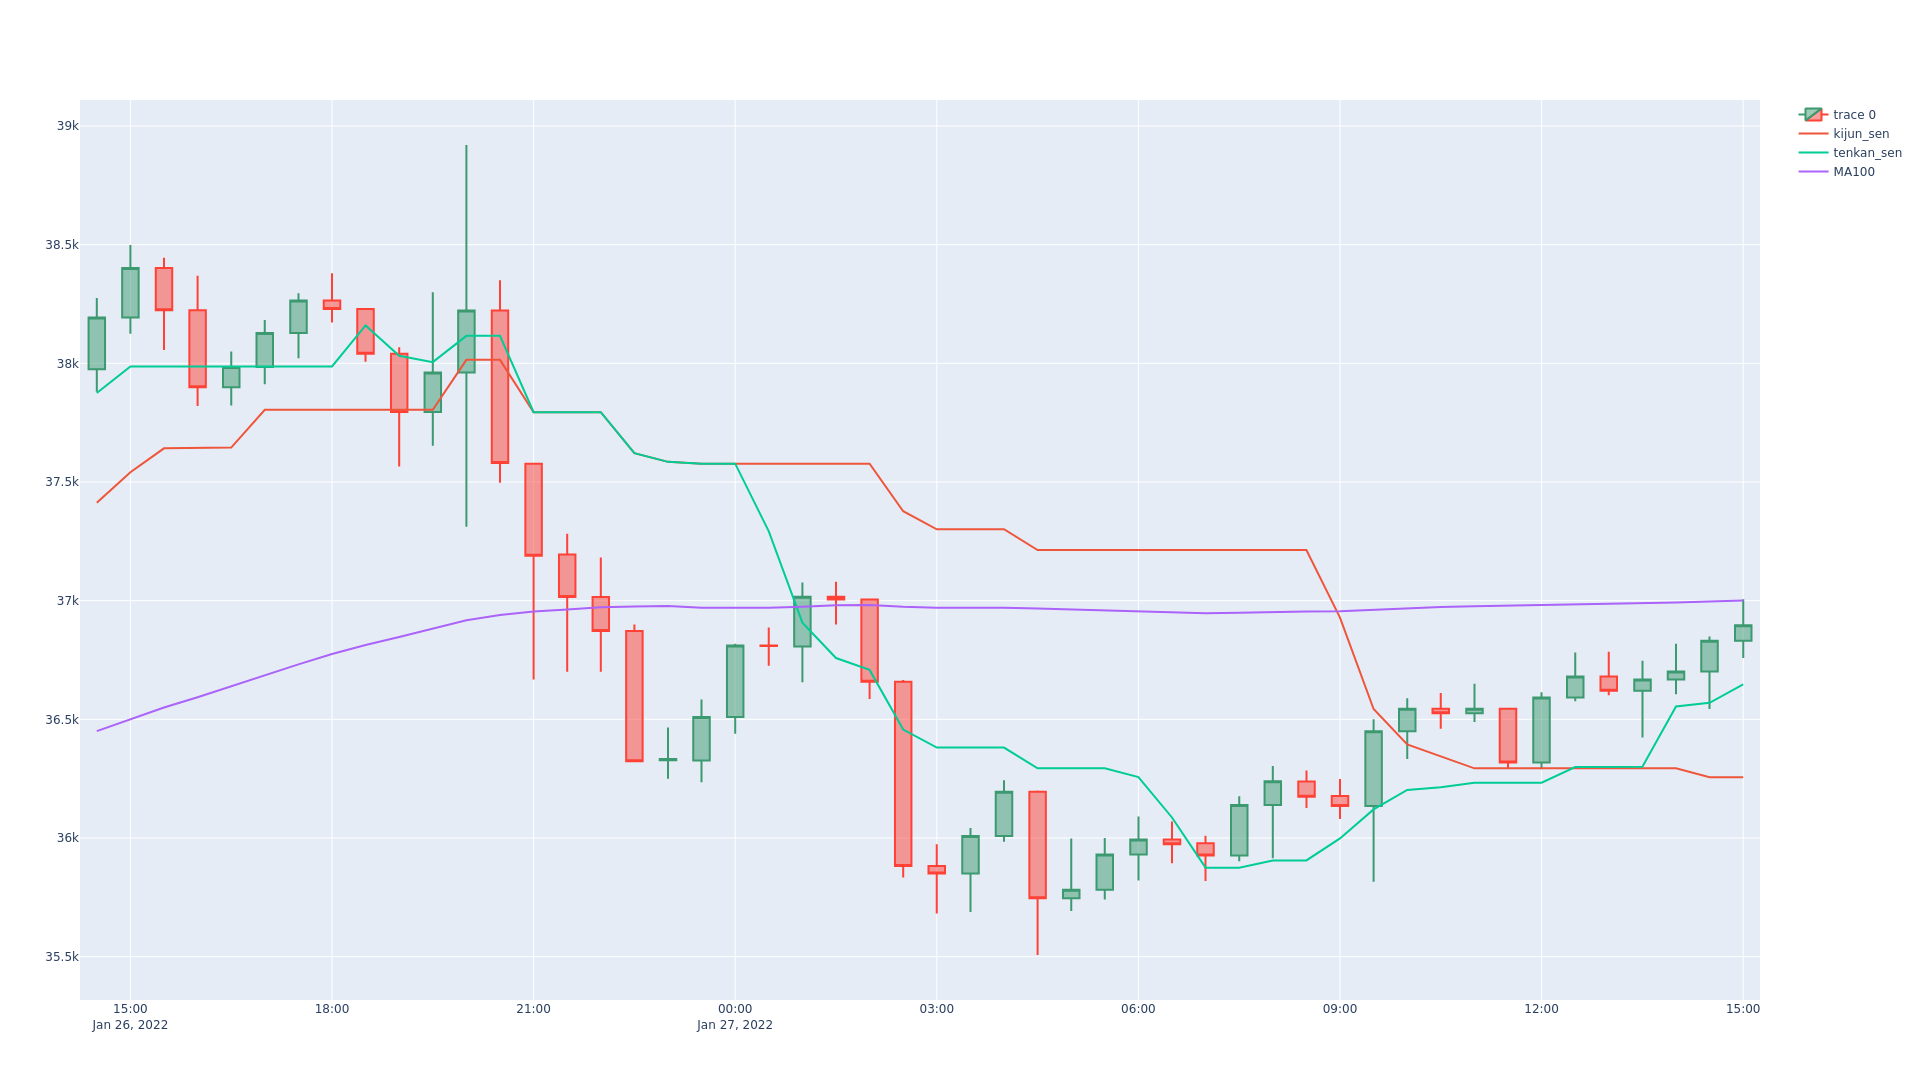 39k
38.5k
38k
37.5k
37k
36.5k
36k
35.5k
15:00 18:00 21:00 00:00 03:00 06:00 09:00 12:00 15:00
Jan 26, 2022 Jan 27, 2022
trace 0
kijun_sen
tenkan_sen
MA100